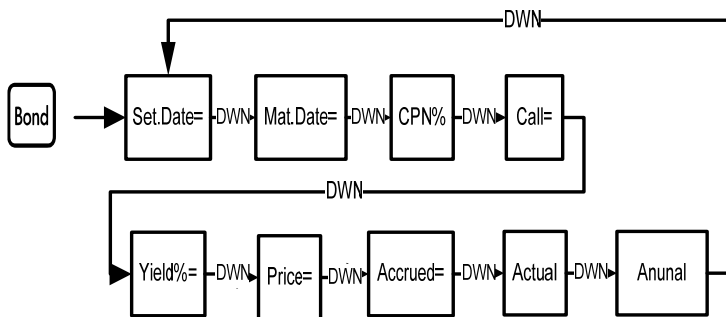 DWN
Bond
Set.Date= DWN Mat.Date= DWN CPN% DWN Call=
DWN
Yield%= DWN Price= DWN Accrued= DWN Actual DWN Anunal